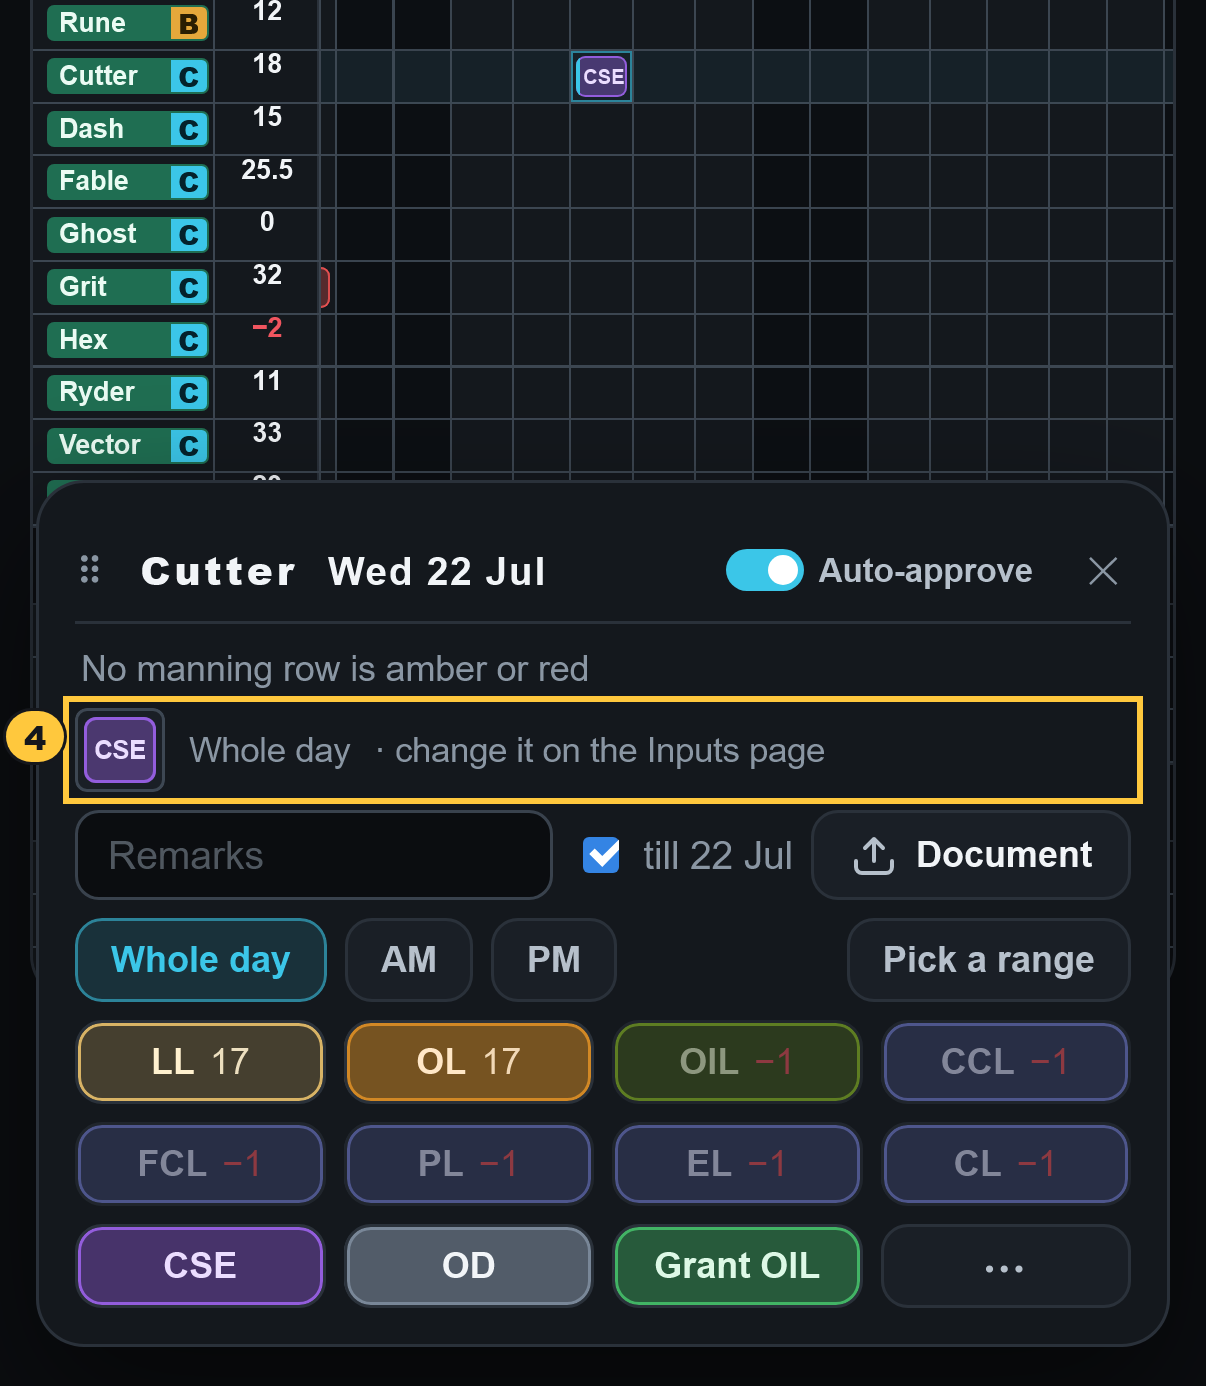 Rune B 12
Cutter C 18 CSE
Dash C 15
Fable C 25.5
Ghost C 0
Grit C 32
Hex C −2
Ryder C 11
Vector C 33
Cutter Wed 22 Jul Auto-approve
No manning row is amber or red
4 CSE Whole day · change it on the Inputs page
Remarks till 22 Jul Document
Whole day AM PM Pick a range
LL 17 OL 17 OIL −1 CCL −1
FCL −1 PL −1 EL −1 CL −1
CSE OD Grant OIL ...